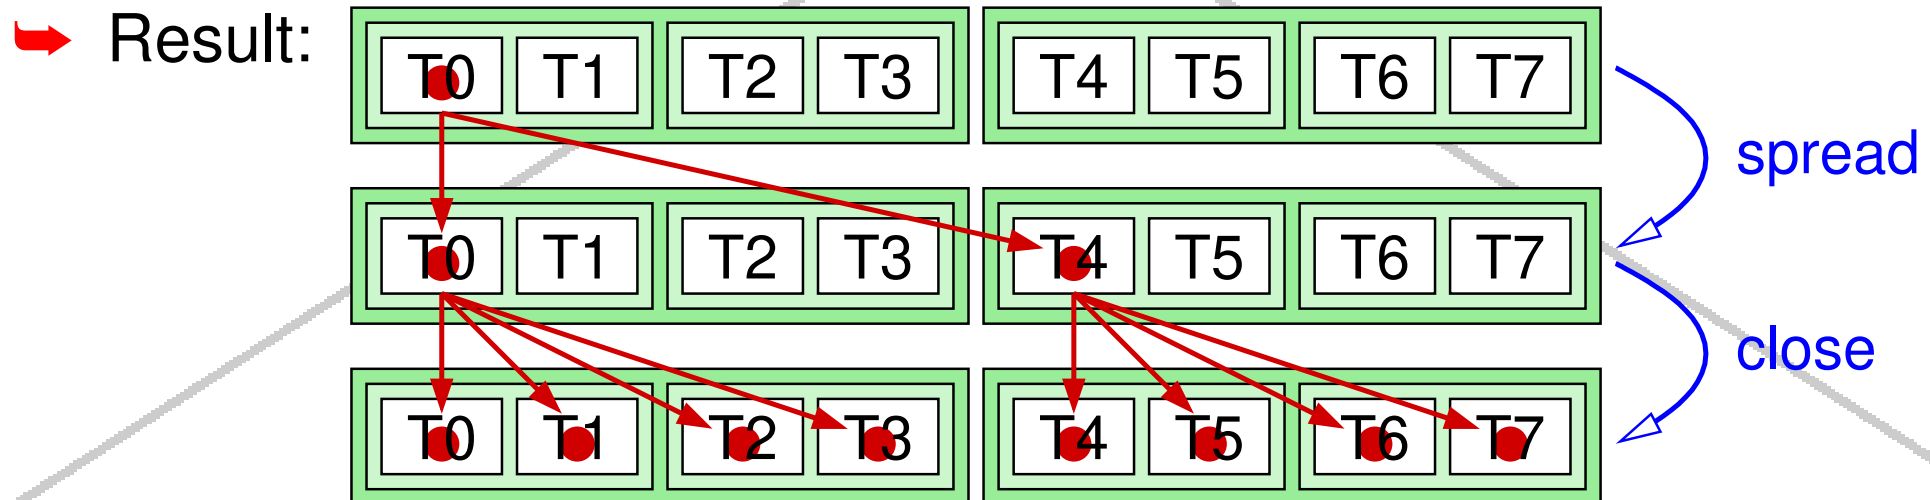 Result:
T0 T1 T2 T3 T4 T5 T6 T7
spread
T0 T1 T2 T3 T4 T5 T6 T7
close
T0 T1 T2 T3 T4 T5 T6 T7